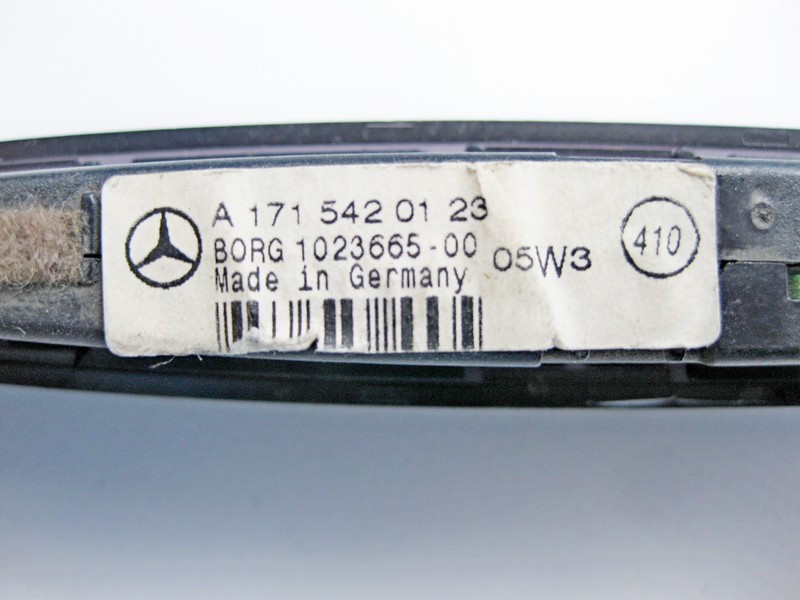 A 171 542 01 23
BORG 1023665-00
Made in Germany
05W3
410